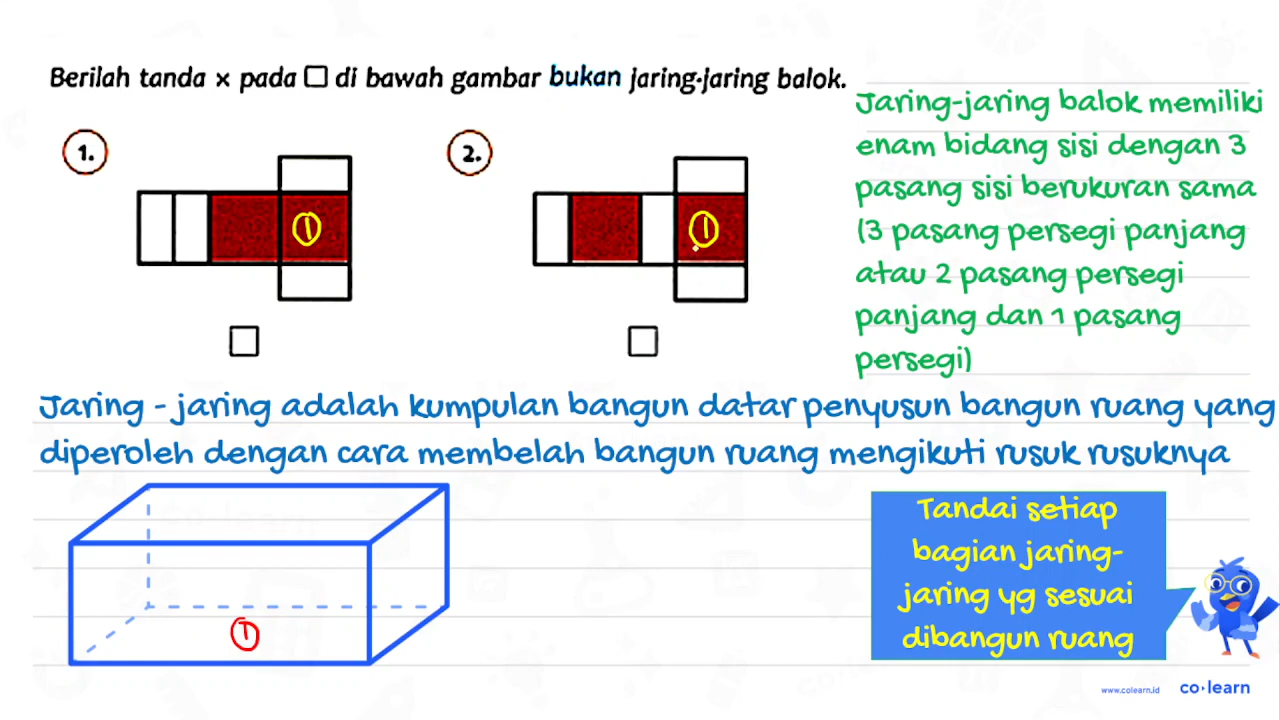 Berilah tanda × pada □ di bawah gambar bukan jaring-jaring balok.
1.
2.
1
1
Jaring-jaring balok memiliki
enam bidang sisi dengan 3
pasang sisi berukuran sama
(3 pasang persegi panjang
atau 2 pasang persegi
panjang dan 1 pasang
persegi)
Jaring - jaring adalah kumpulan bangun datar penyusun bangun ruang yang
diperoleh dengan cara membelah bangun ruang mengikuti rusuk rusuknya
1
Tandai setiap
bagian jaring-
jaring yg sesuai
dibangun ruang
www.colearn.id
co·learn